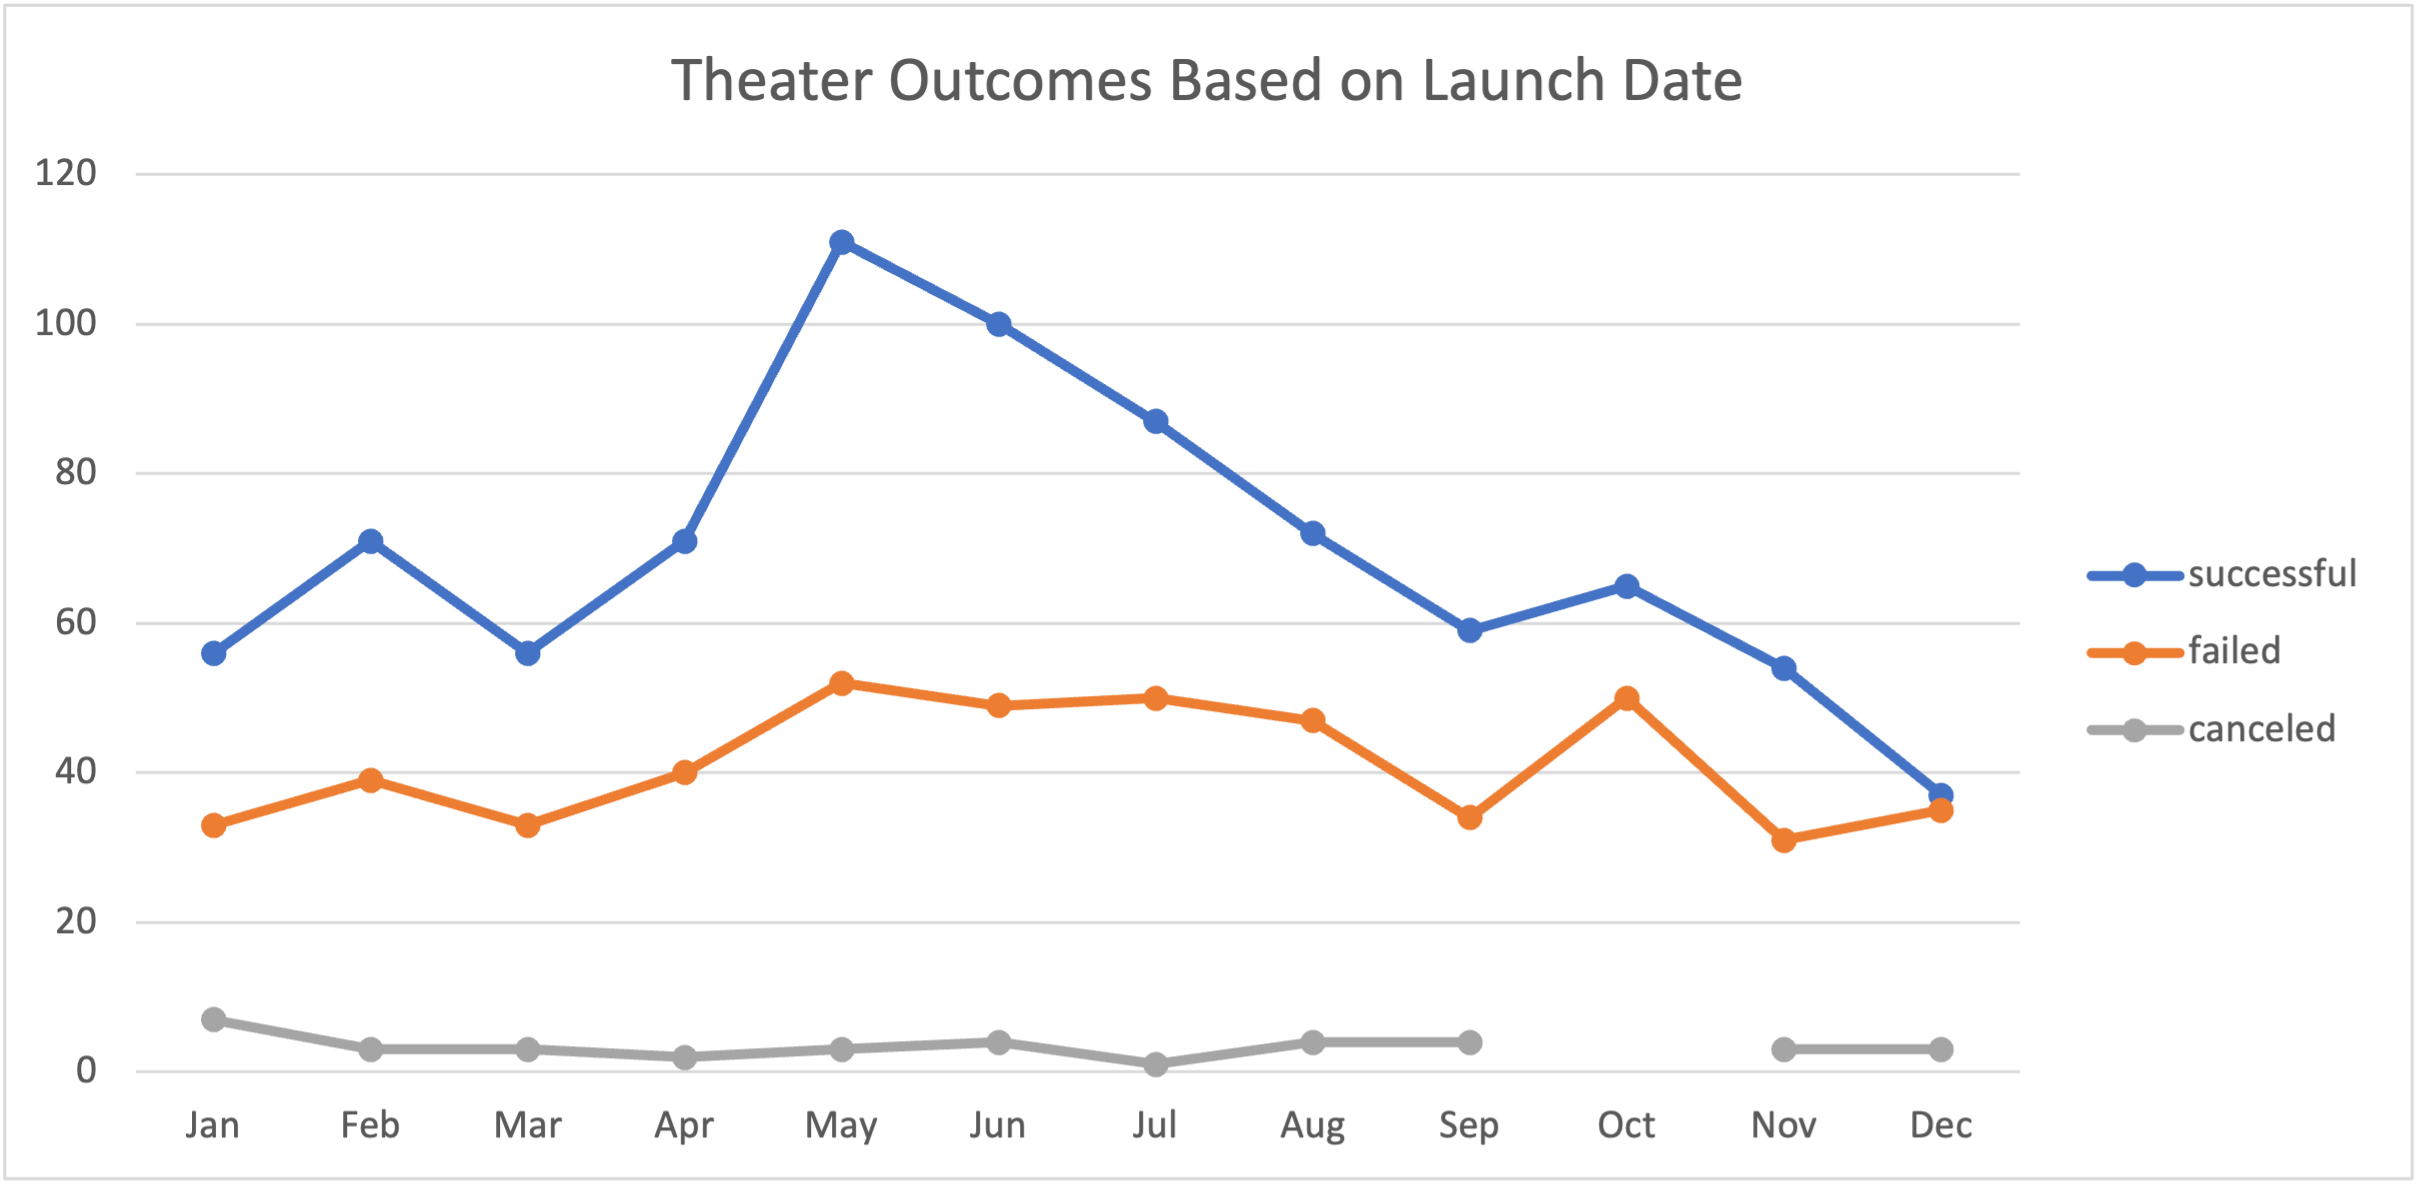 Theater Outcomes Based on Launch Date
120
100
80
60
40
20
0
Jan Feb Mar Apr May Jun Jul Aug Sep Oct Nov Dec
successful
failed
canceled